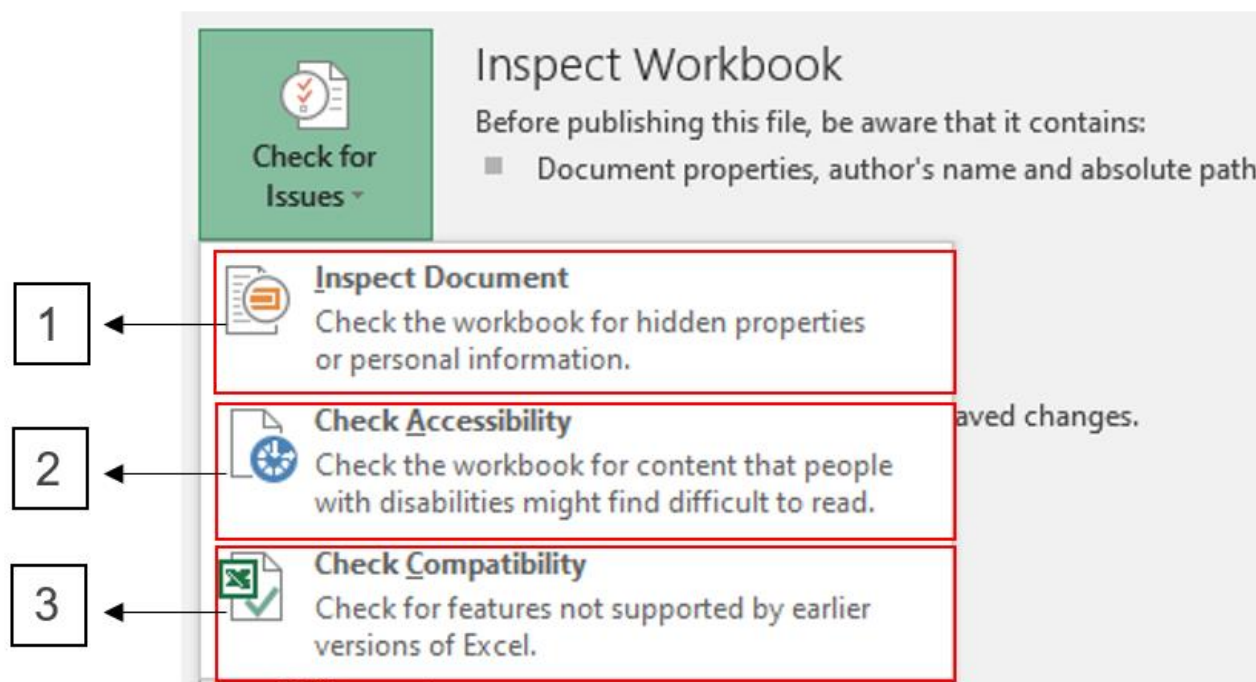 Check for
Issues
Inspect Workbook
Before publishing this file, be aware that it contains:
Document properties, author's name and absolute path
1
Inspect Document
Check the workbook for hidden properties
or personal information.
2
Check Accessibility
Check the workbook for content that people
with disabilities might find difficult to read.
aved changes.
3
Check Compatibility
Check for features not supported by earlier
versions of Excel.